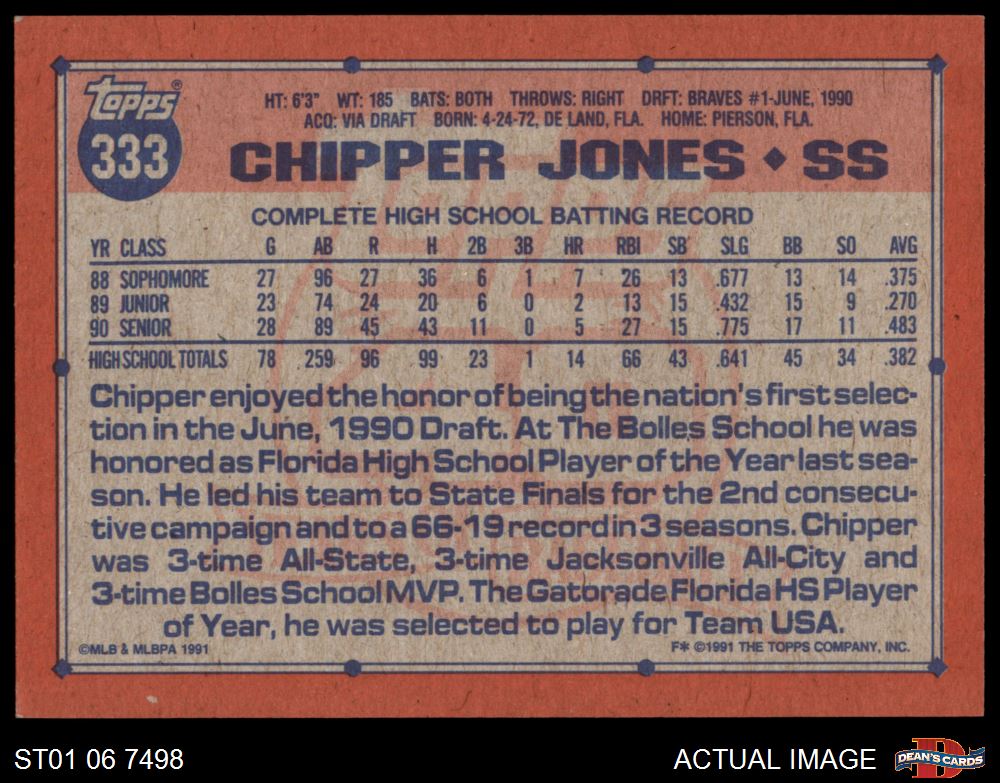 Topps®
333
HT: 6'3" WT: 185 BATS: BOTH THROWS: RIGHT DRFT: BRAVES #1-JUNE, 1990
ACQ: VIA DRAFT BORN: 4-24-72, DE LAND, FLA. HOME: PIERSON, FLA.
CHIPPER JONES ◆ SS
COMPLETE HIGH SCHOOL BATTING RECORD
YR CLASS G AB R H 2B 3B HR RBI SB SLG BB SO AVG
88 SOPHOMORE 27 96 27 36 6 1 7 26 13 .677 13 14 .375
89 JUNIOR 23 74 24 20 6 0 2 13 15 .432 15 9 .270
90 SENIOR 28 89 45 43 11 0 5 27 15 .775 17 11 .483
HIGH SCHOOL TOTALS 78 259 96 99 23 1 14 66 43 .641 45 34 .382
Chipper enjoyed the honor of being the nation's first selec-
tion in the June, 1990 Draft. At The Bolles School he was
honored as Florida High School Player of the Year last sea-
son. He led his team to State Finals for the 2nd consecu-
tive campaign and to a 66-19 record in 3 seasons. Chipper
was 3-time All-State, 3-time Jacksonville All-City and
3-time Bolles School MVP. The Gatorade Florida HS Player
of Year, he was selected to play for Team USA.
©MLB & MLBPA 1991 F* ©1991 THE TOPPS COMPANY, INC.
ST01 06 7498 ACTUAL IMAGE D DEAN'S CARDS